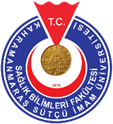 T.C.
KAHRAMANMARAŞ SÜTÇÜ İMAM ÜNİVERSİTESİ
SAĞLIK BİLİMLERİ FAKÜLTESİ